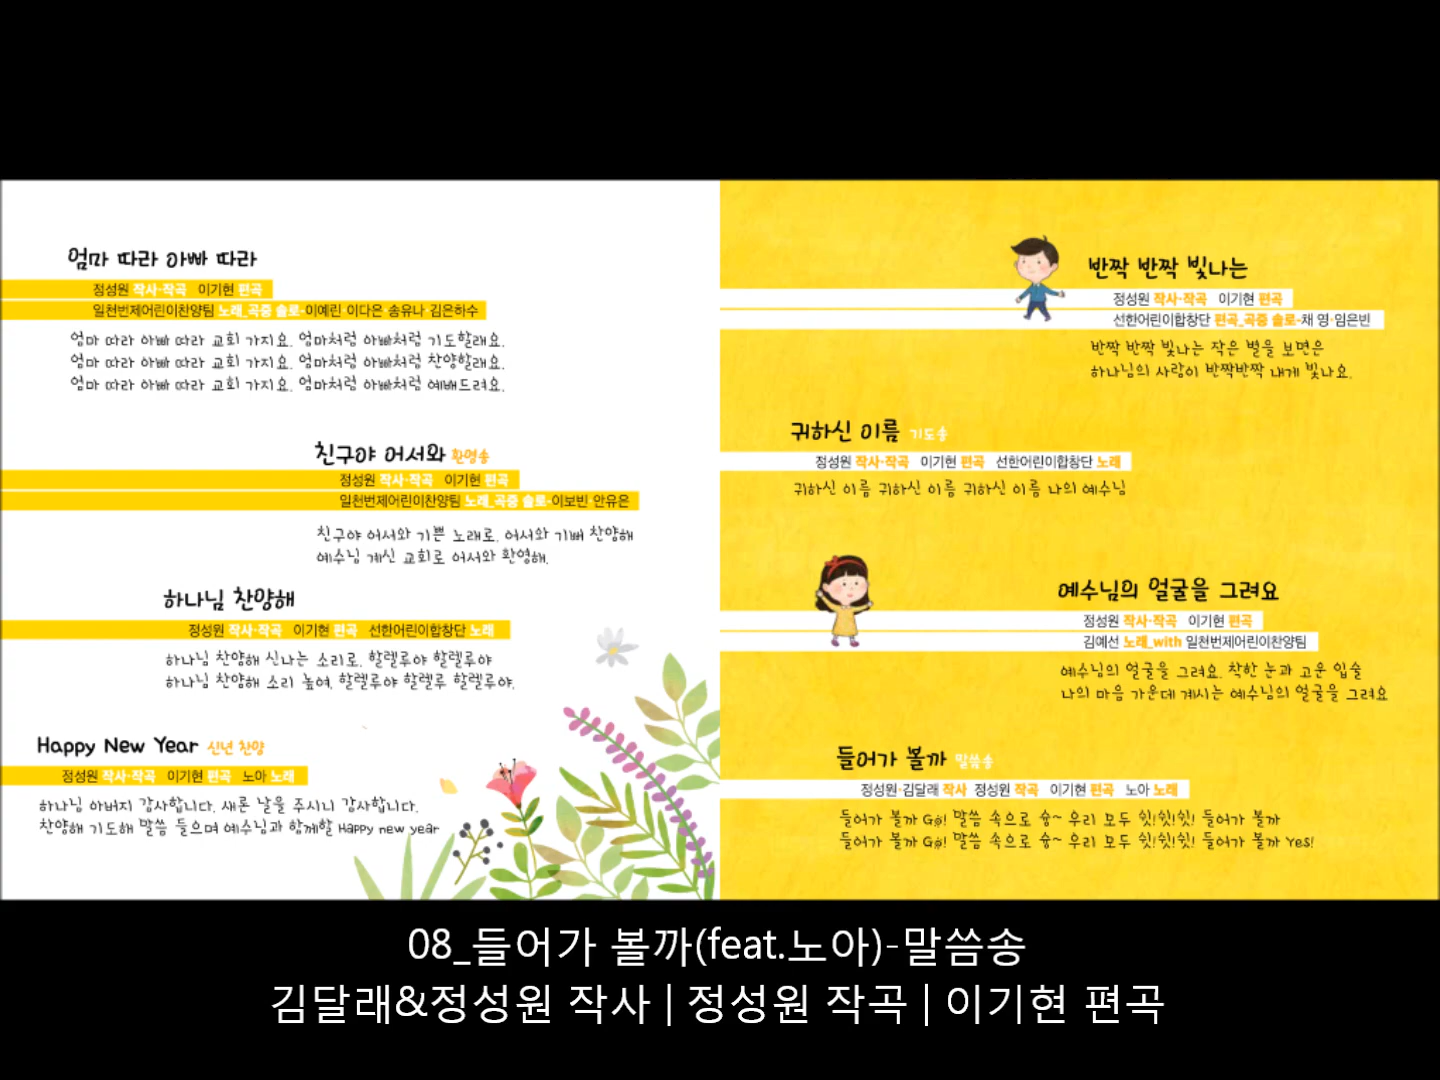 엄마 따라 아빠 따라
정성원 작사·작곡 이기현 편곡
일천번제어린이찬양팀 노래_곡중 솔로-이예린 이다은 송유나 김은하수
엄마 따라 아빠 따라 교회 가지요. 엄마처럼 아빠처럼 기도할래요.
엄마 따라 아빠 따라 교회 가지요. 엄마처럼 아빠처럼 찬양할래요.
엄마 따라 아빠 따라 교회 가지요. 엄마처럼 아빠처럼 예배드려요.
친구야 어서와 환영송
정성원 작사·작곡 이기현 편곡
일천번제어린이찬양팀 노래_곡중 솔로-이보빈 안유은
친구야 어서와 기쁜 노래로. 어서와 기뻐 찬양해
예수님 계신 교회로 어서와 환영해.
하나님 찬양해
정성원 작사·작곡 이기현 편곡 선한어린이합창단 노래
하나님 찬양해 신나는 소리로. 할렐루야 할렐루야
하나님 찬양해 소리 높여. 할렐루야 할렐루 할렐루야.
Happy New Year 신년 찬양
정성원 작사·작곡 이기현 편곡 노아 노래
하나님 아버지 감사합니다. 새론 날을 주시니 감사합니다.
찬양해 기도해 말씀 들으며 예수님과 함께할 Happy new year
반짝 반짝 빛나는
정성원 작사·작곡 이기현 편곡
선한어린이합창단 편곡_곡중 솔로-채 영·임은빈
반짝 반짝 빛나는 작은 별을 보면은
하나님의 사랑이 반짝반짝 내게 빛나요.
귀하신 이름 기도송
정성원 작사·작곡 이기현 편곡 선한어린이합창단 노래
귀하신 이름 귀하신 이름 귀하신 이름 나의 예수님
예수님의 얼굴을 그려요
정성원 작사·작곡 이기현 편곡
김예선 노래_with 일천번제어린이찬양팀
예수님의 얼굴을 그려요. 착한 눈과 고운 입술
나의 마음 가운데 계시는 예수님의 얼굴을 그려요
들어가 볼까 말씀송
정성원·김달래 작사 정성원 작곡 이기현 편곡 노아 노래
들어가 볼까 Go! 말씀 속으로 슝~ 우리 모두 쉿!쉿!쉿! 들어가 볼까
들어가 볼까 Go! 말씀 속으로 슝~ 우리 모두 쉿!쉿!쉿! 들어가 볼까 Yes!
08_들어가 볼까(feat.노아)-말씀송
김달래&정성원 작사 | 정성원 작곡 | 이기현 편곡